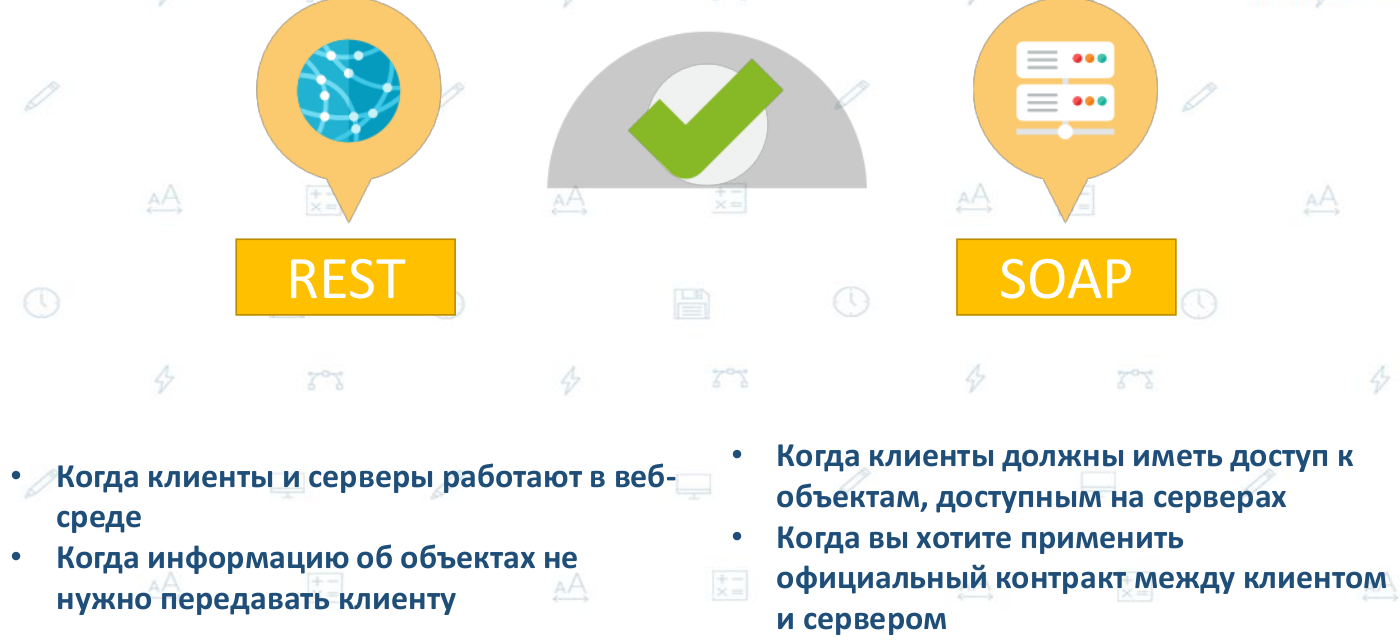 REST
SOAP
• Когда клиенты и серверы работают в веб-
среде
• Когда информацию об объектах не
нужно передавать клиенту
• Когда клиенты должны иметь доступ к
объектам, доступным на серверах
• Когда вы хотите применить
официальный контракт между клиентом
и сервером